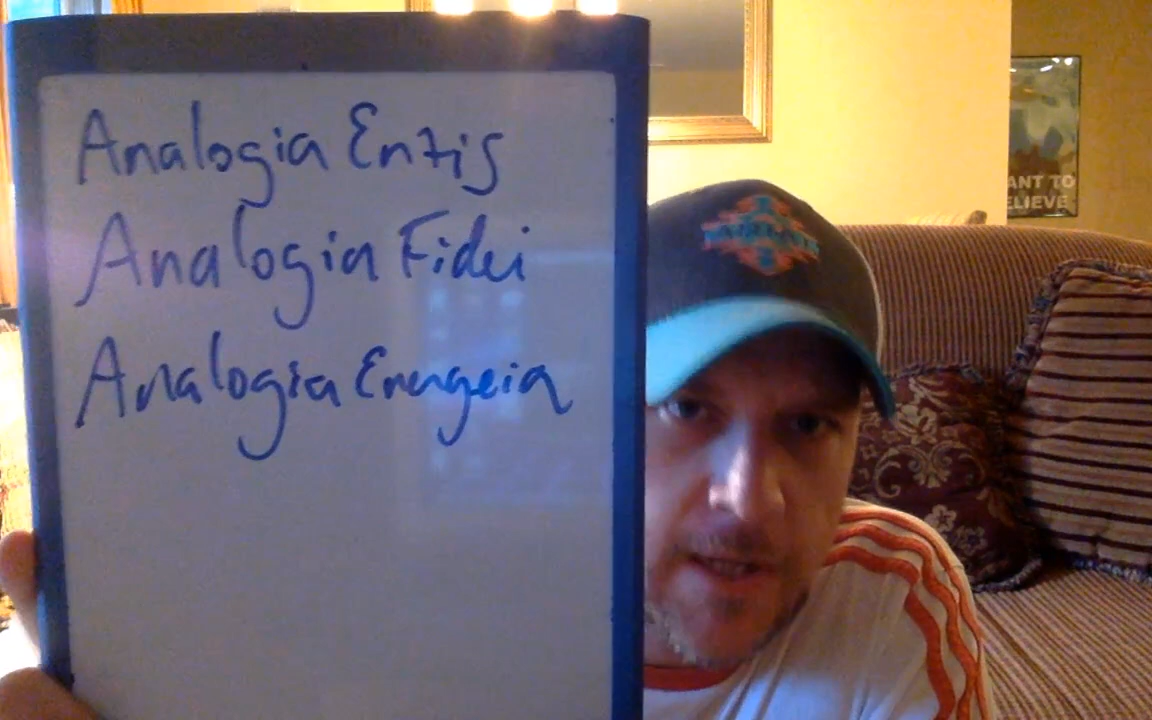 Analogia Entis
Analogia Fidei
Analogia Energeia
ANT TO
ELIEVE